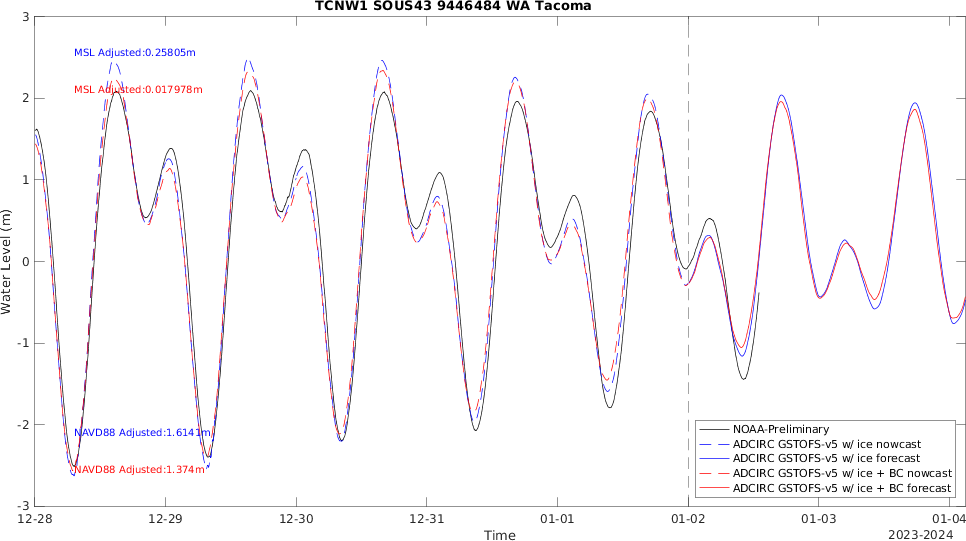 TCNW1 SOUS43 9446484 WA Tacoma
3
MSL Adjusted:0.25805m
MSL Adjusted:0.017978m
2
1
0
-1
-2
-3
Water Level (m)
NAVD88 Adjusted:1.6141m
NAVD88 Adjusted:1.374m
NOAA-Preliminary
ADCIRC GSTOFS-v5 w/ ice nowcast
ADCIRC GSTOFS-v5 w/ ice forecast
ADCIRC GSTOFS-v5 w/ ice + BC nowcast
ADCIRC GSTOFS-v5 w/ ice + BC forecast
12-28 12-29 12-30 12-31 01-01 01-02 01-03 01-04
Time
2023-2024